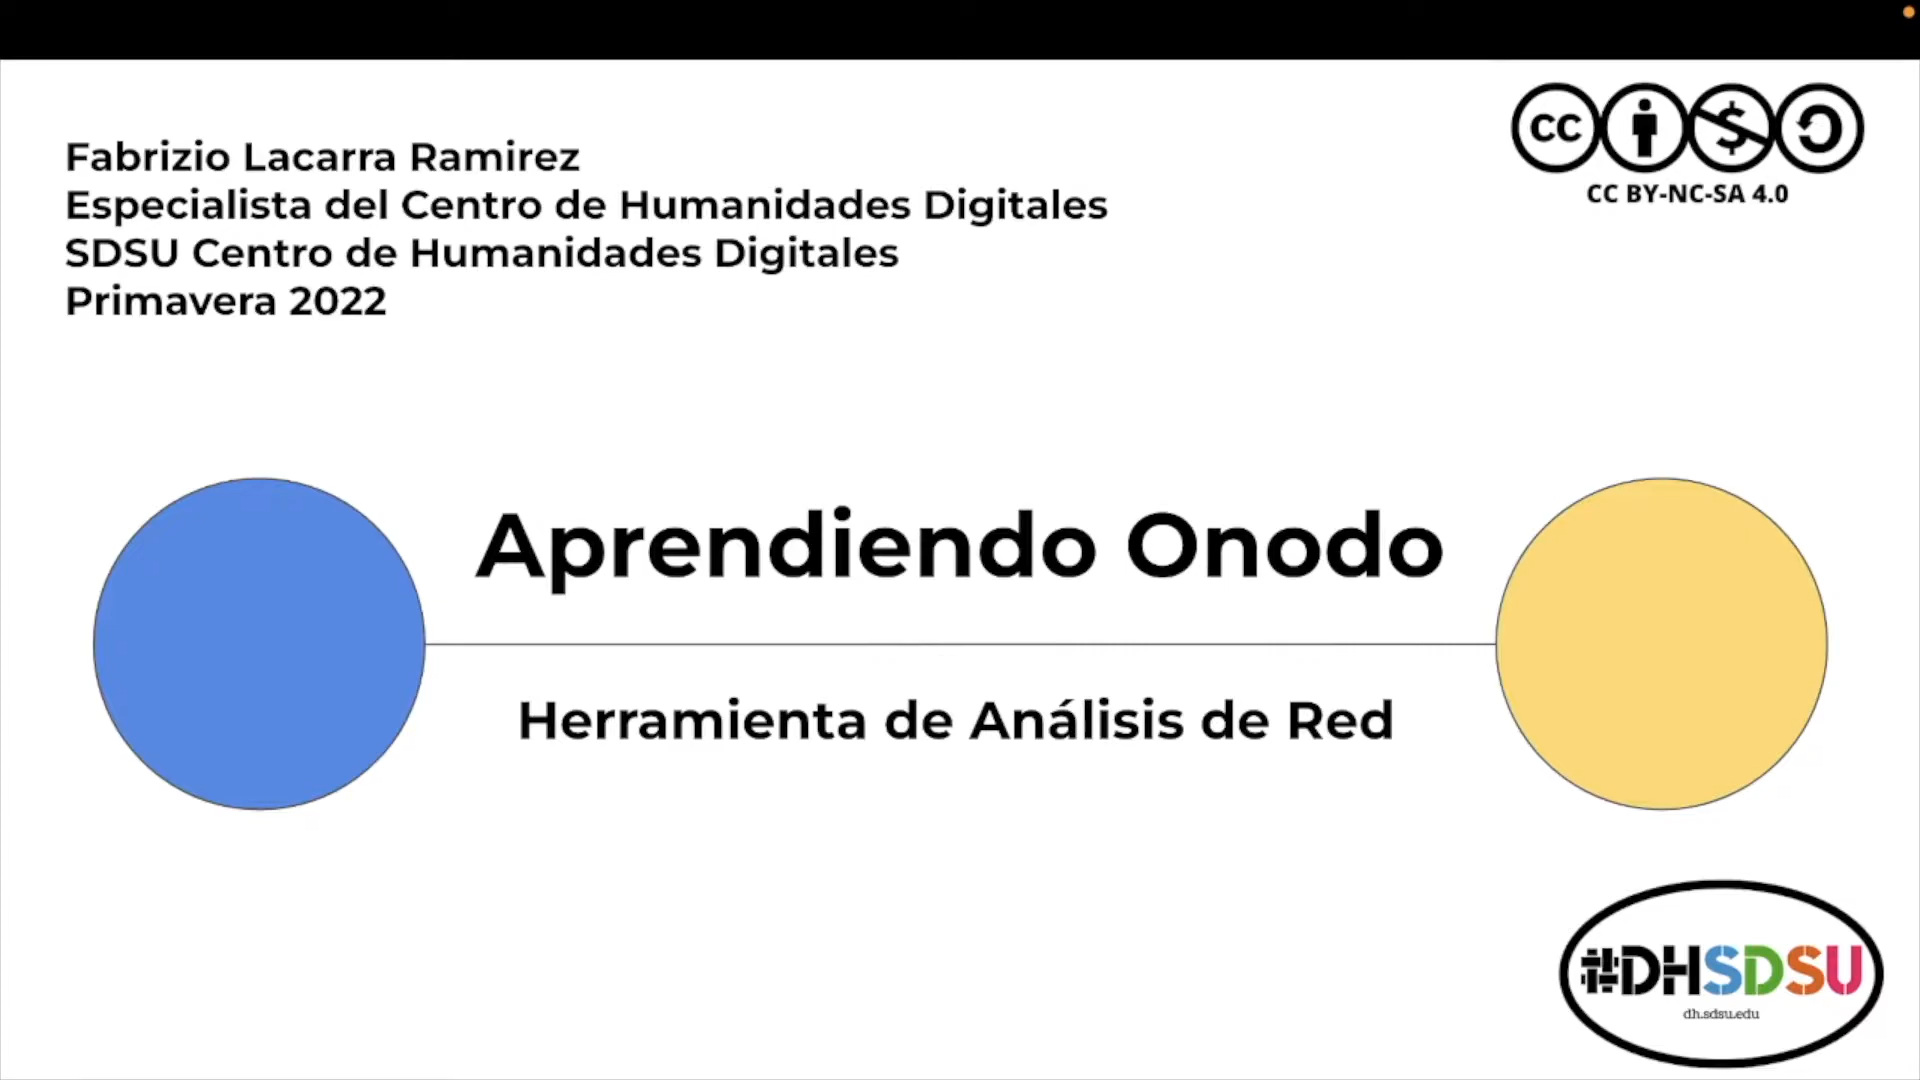 Fabrizio Lacarra Ramirez
Especialista del Centro de Humanidades Digitales
SDSU Centro de Humanidades Digitales
Primavera 2022
CC
CC BY-NC-SA 4.0
Aprendiendo Onodo
Herramienta de Análisis de Red
#DHSDSU
dh.sdsu.edu